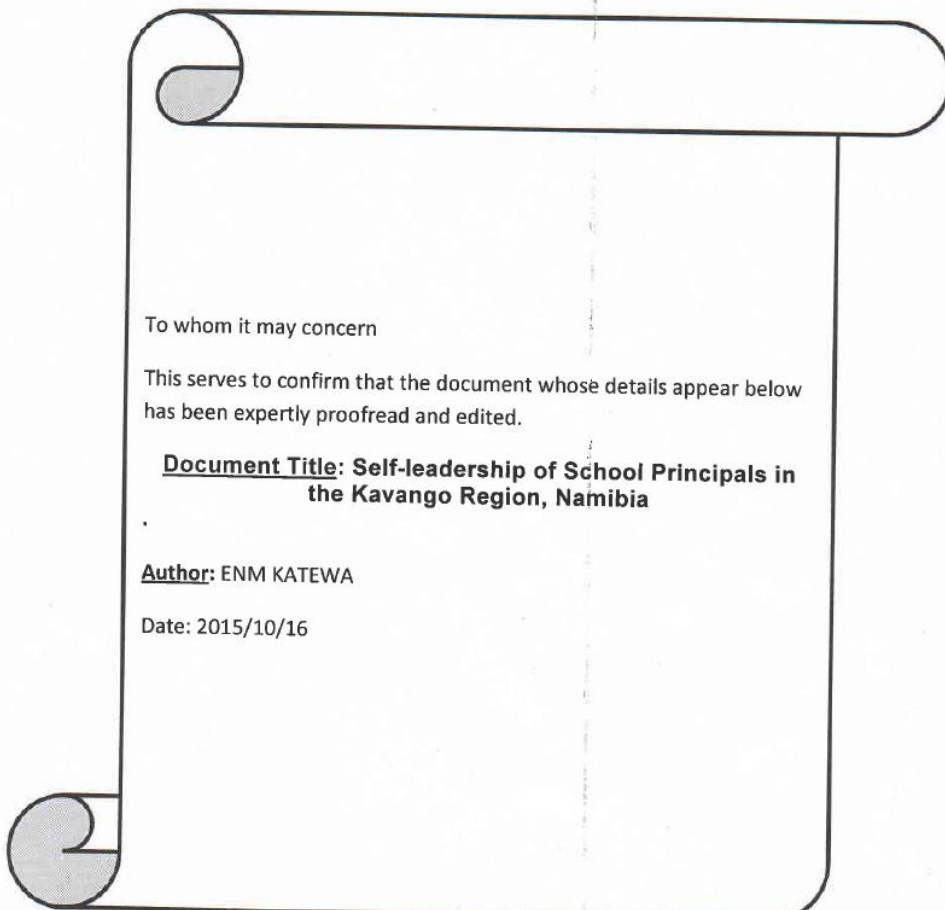 To whom it may concern
This serves to confirm that the document whose details appear below
has been expertly proofread and edited.
Document Title: Self-leadership of School Principals in
the Kavango Region, Namibia
.
Author: ENM KATEWA
Date: 2015/10/16